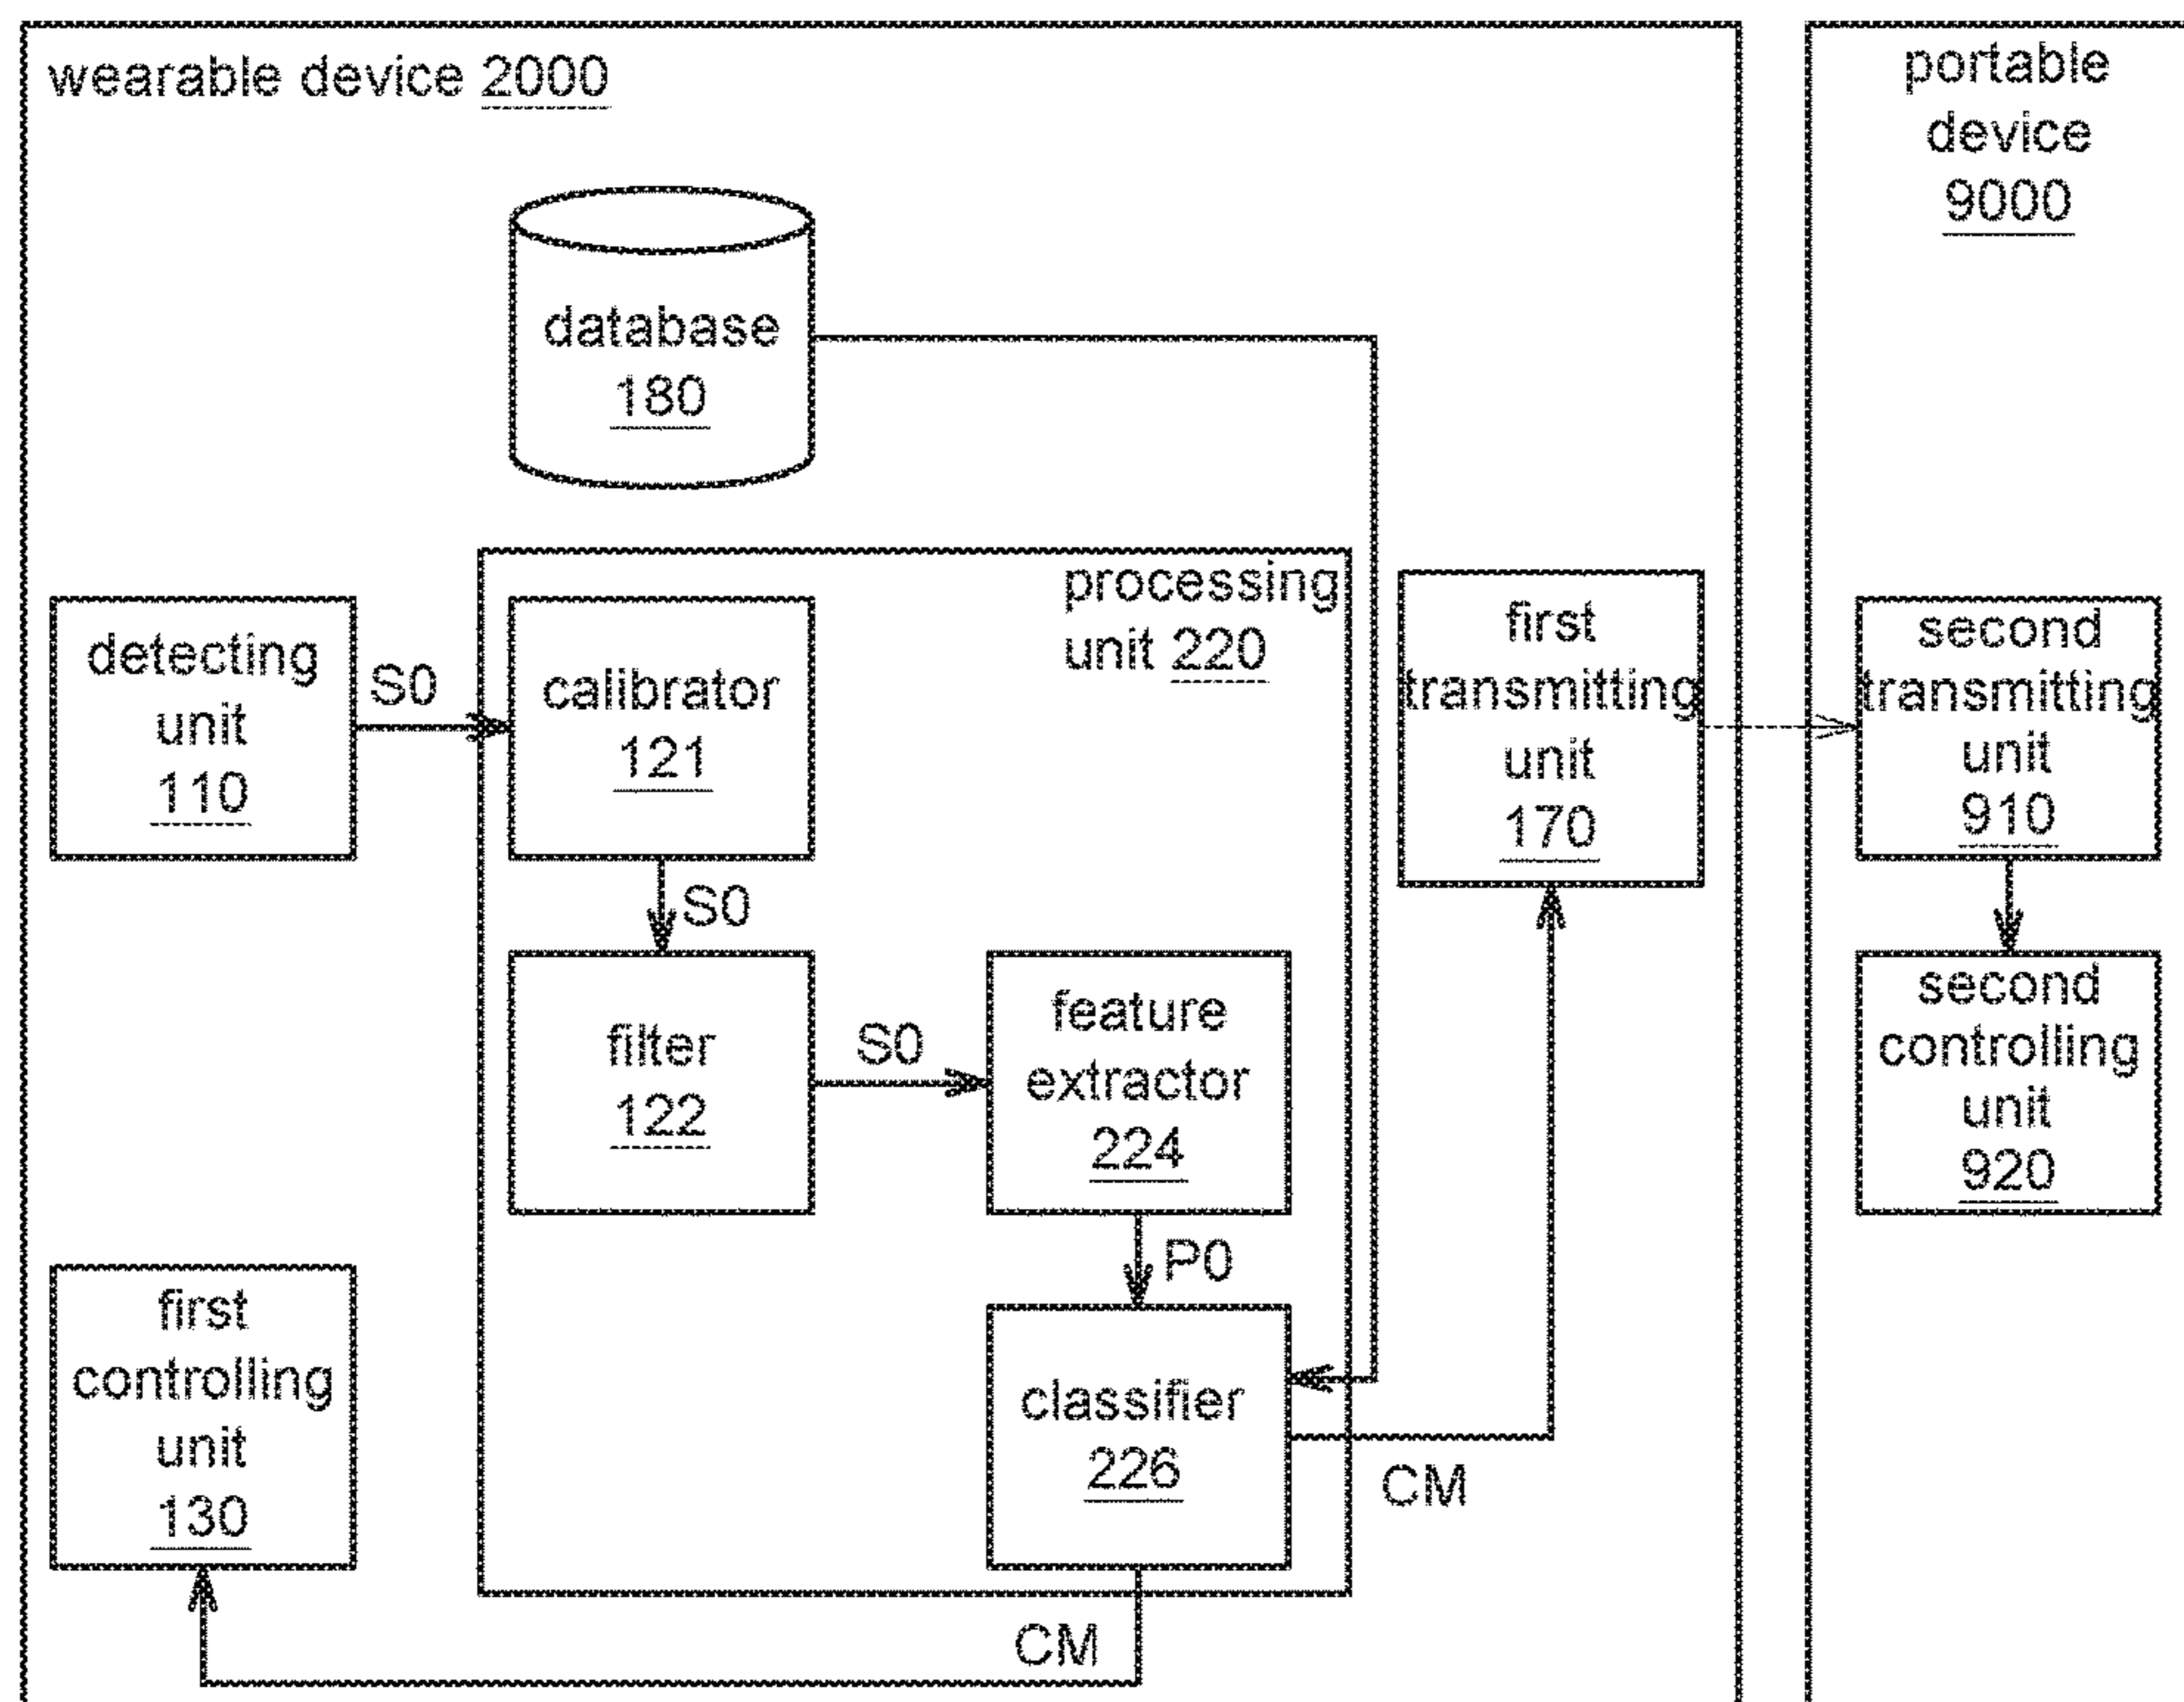 wearable device 2000
portable
device
9000
database
180
processing
unit 220
detecting
unit
110
S0
calibrator
121
first
transmitting
unit
170
second
transmitting
unit
910
S0
filter
122
S0
feature
extractor
224
second
controlling
unit
920
P0
first
controlling
unit
130
classifier
226
CM
CM